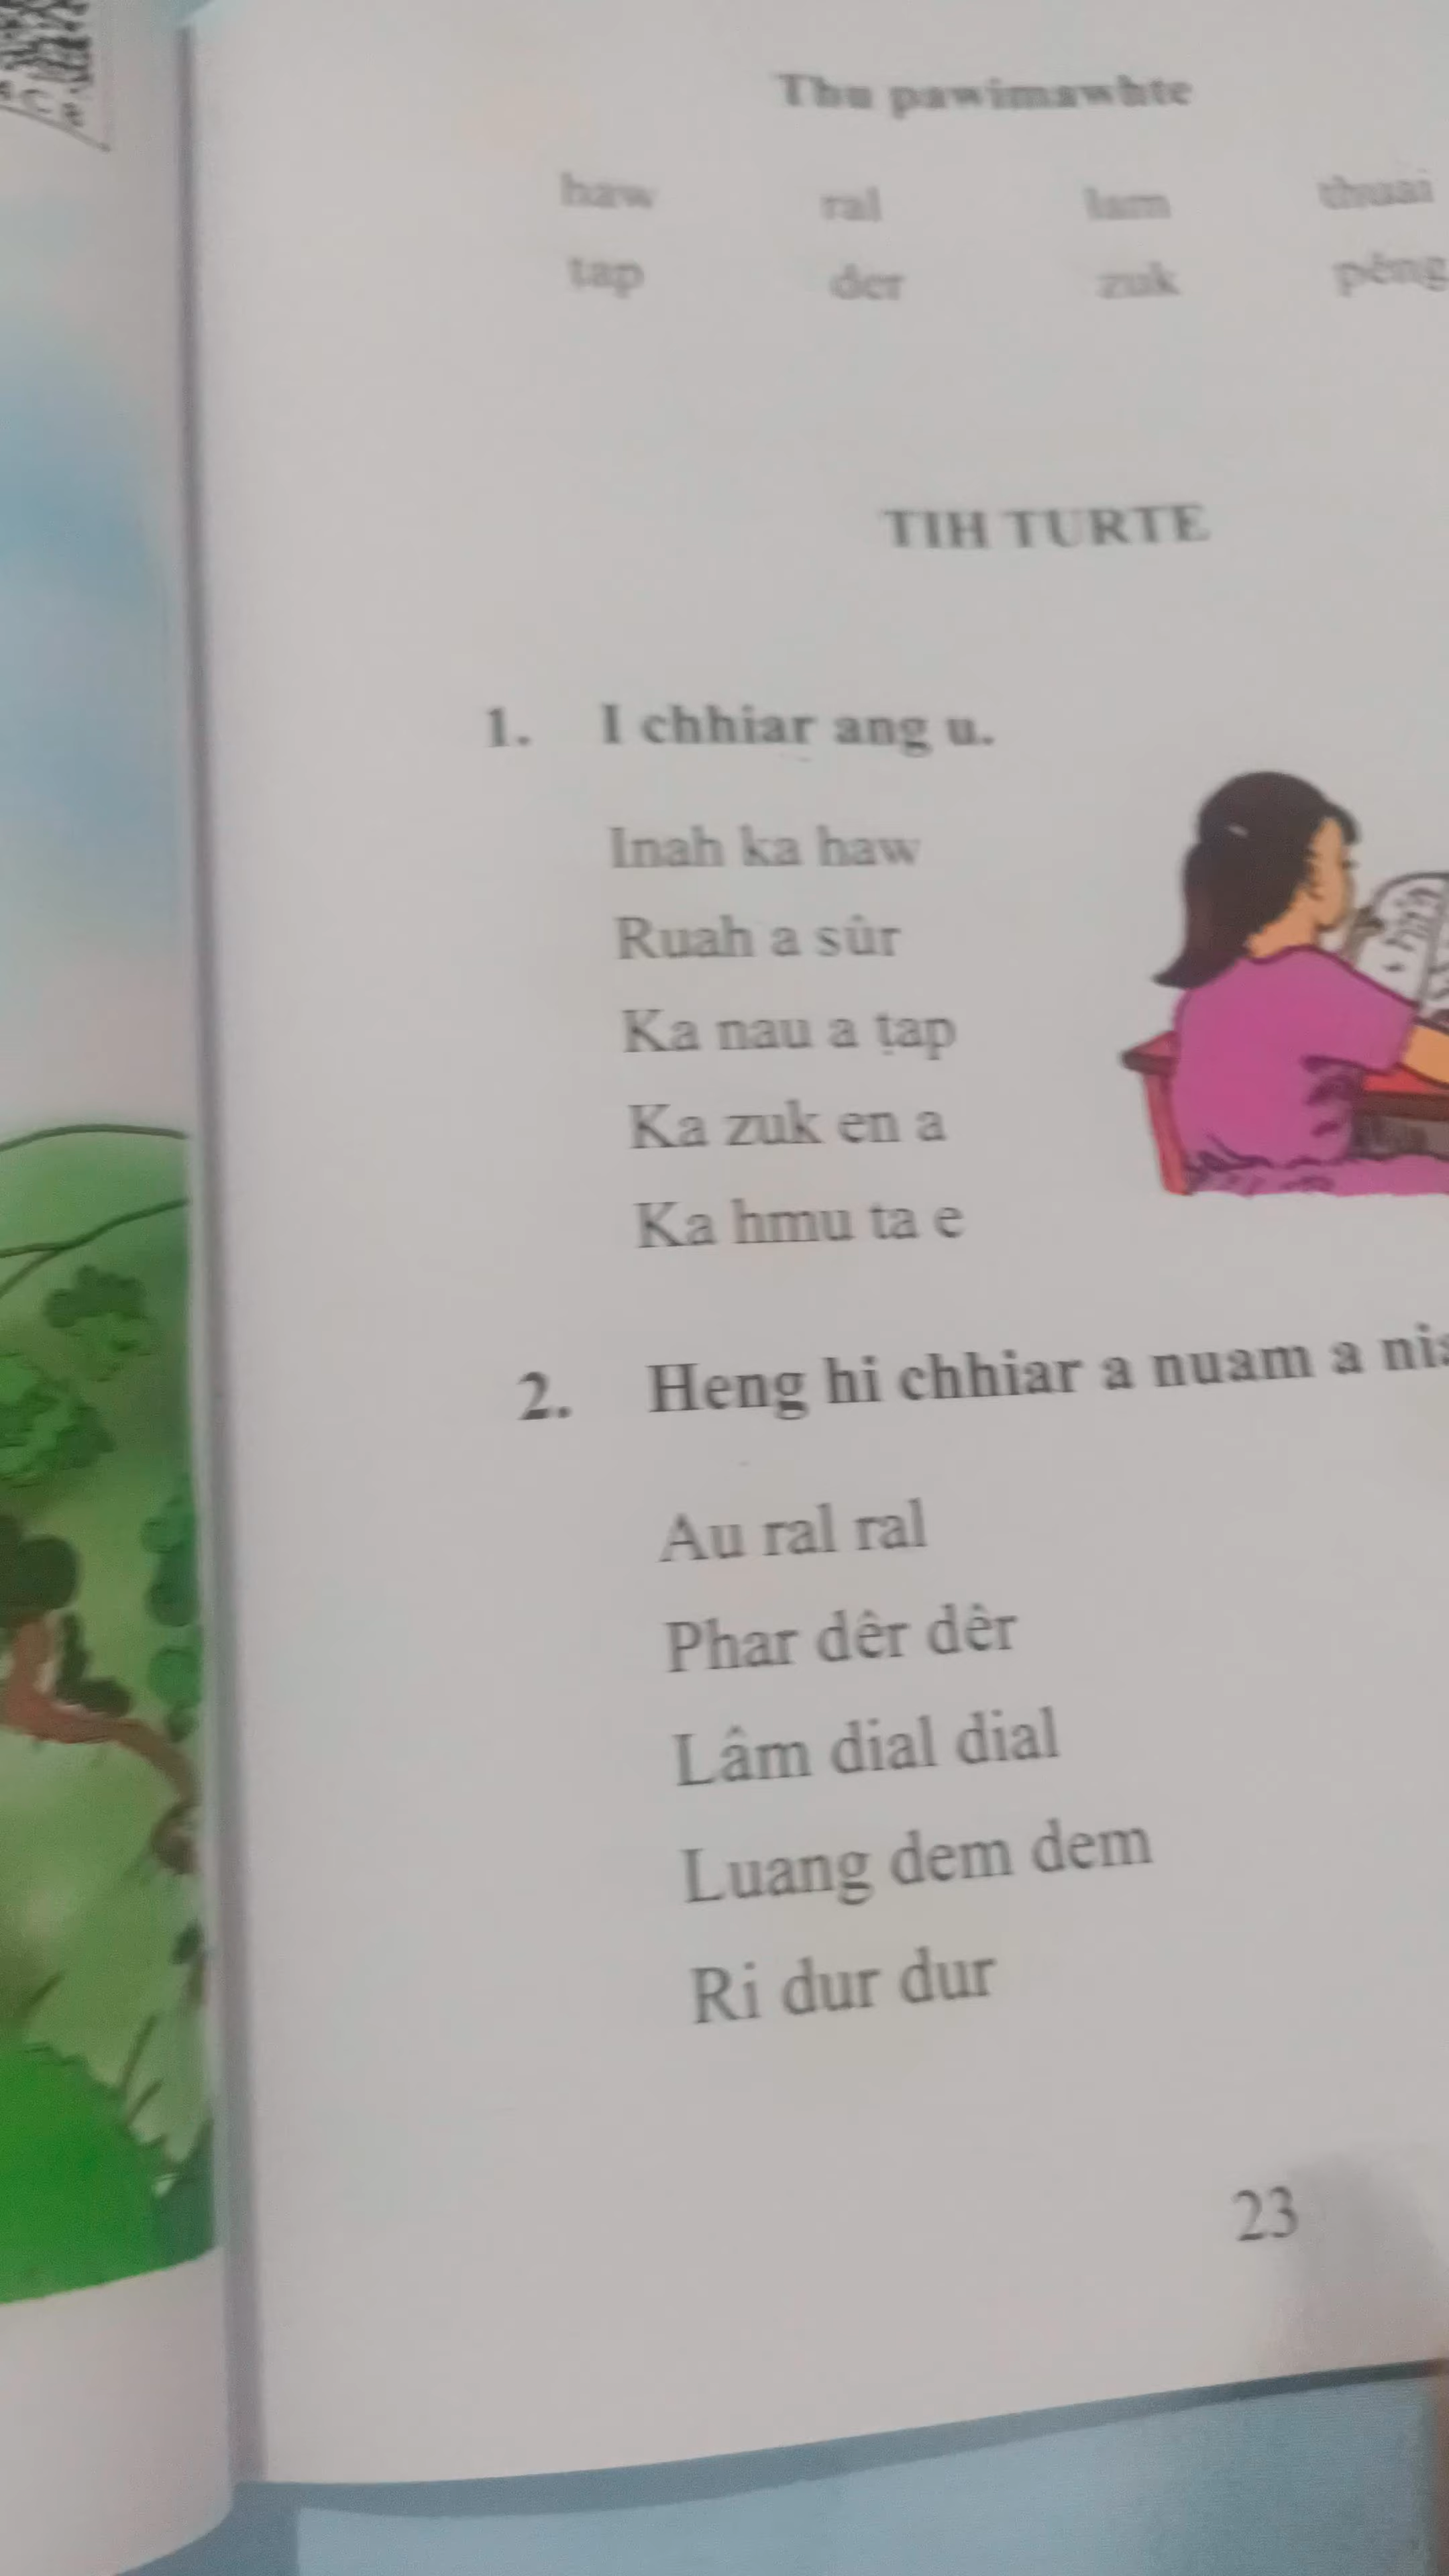 Thu pawimawhte
haw ral lam thuai
tap der zuk pêng
TIH TURTE
1. I chhiar ang u.
Inah ka haw
Ruah a sûr
Ka nau a ṭap
Ka zuk en a
Ka hmu ta e
2. Heng hi chhiar a nuam a
Au ral ral
Phar dêr dêr
Lâm dial dial
Luang dem dem
Ri dur dur
23